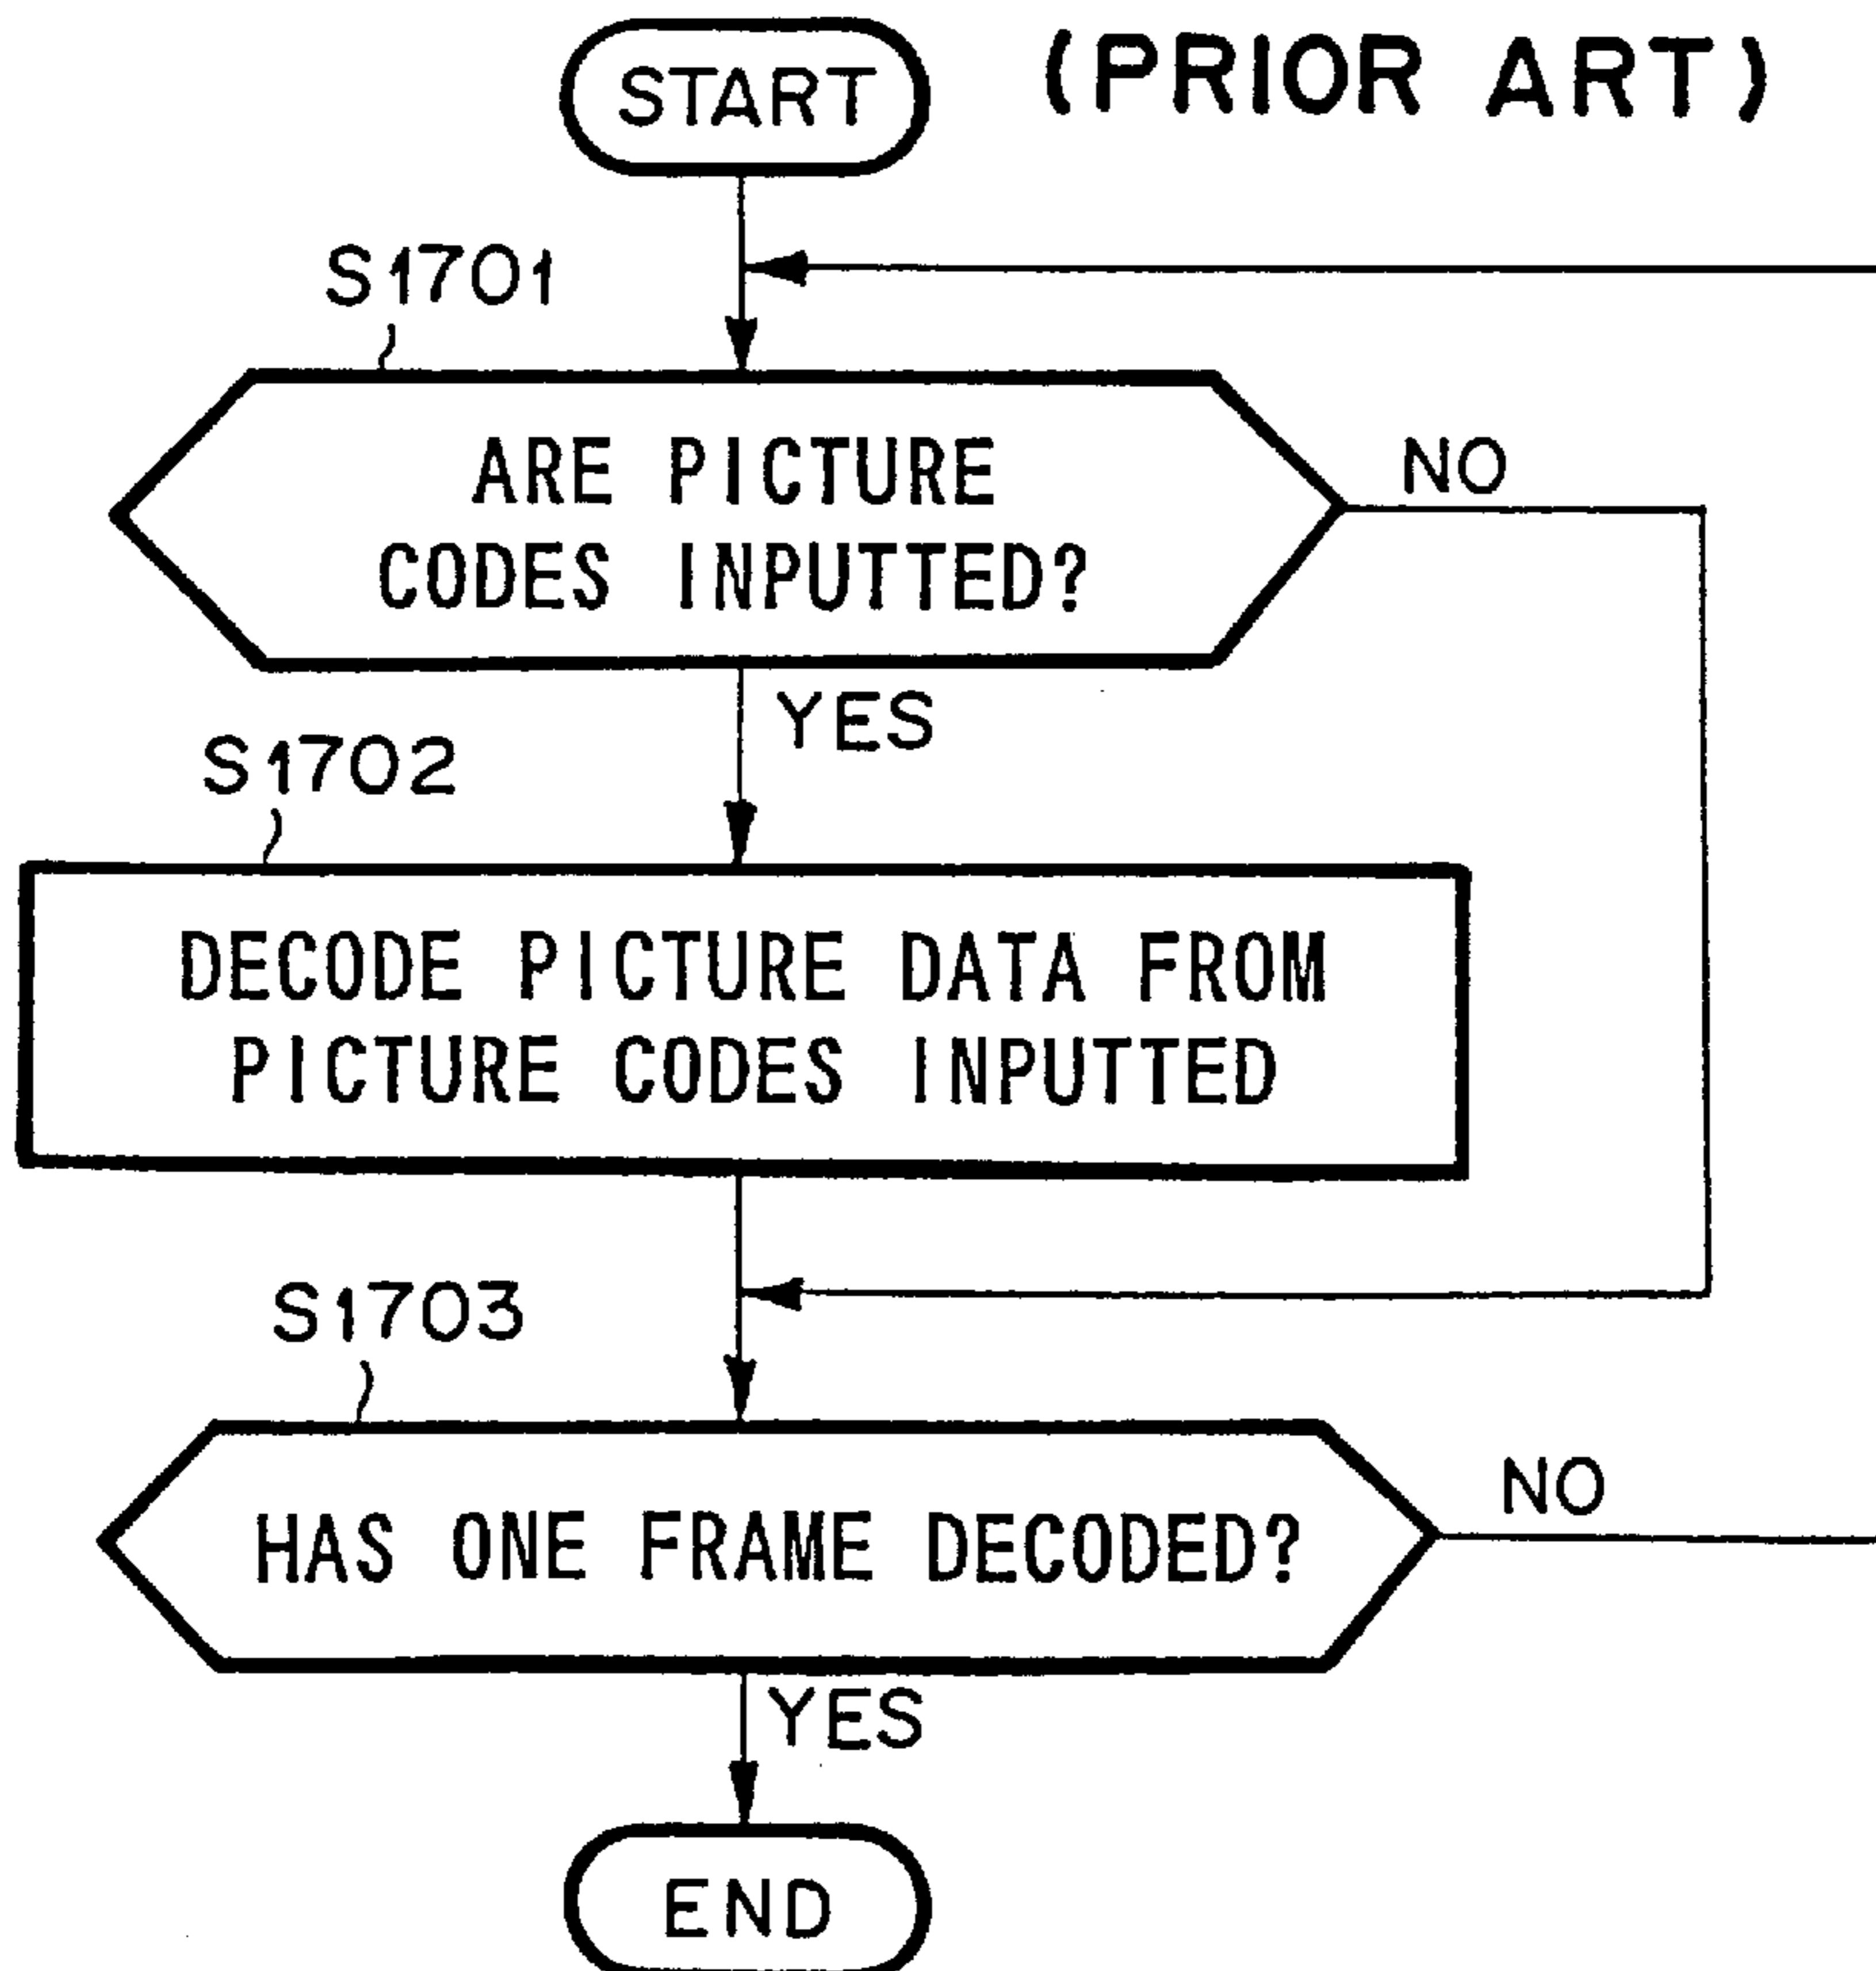 START
(PRIOR ART)
S1701
ARE PICTURE
CODES INPUTTED?
NO
YES
S1702
DECODE PICTURE DATA FROM
PICTURE CODES INPUTTED
S1703
HAS ONE FRAME DECODED?
NO
YES
END